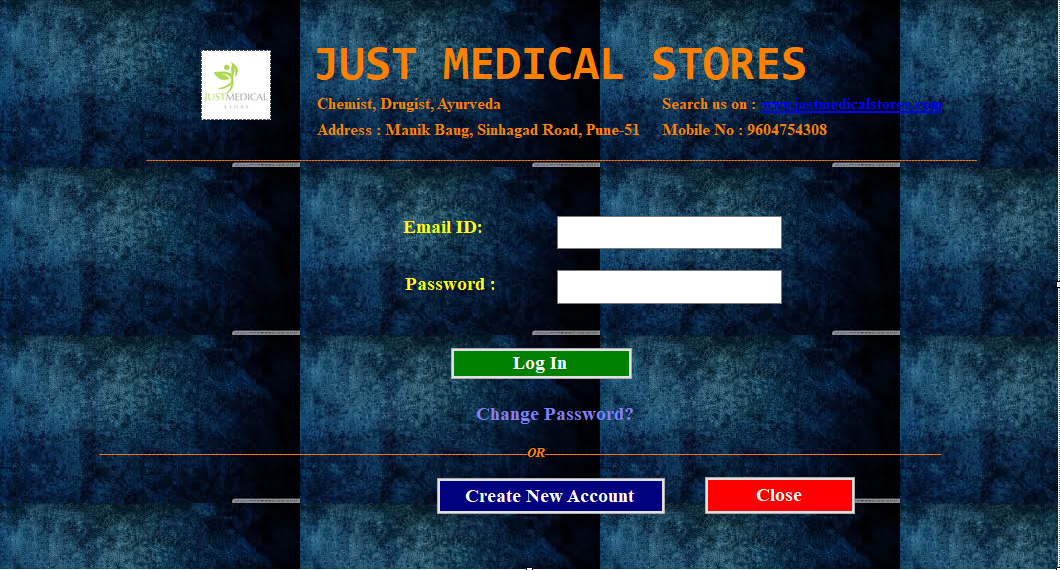 JUST MEDICAL STORES
JUSTMEDICAL
STORE
Chemist, Drugist, Ayurveda
Search us on : www.justmedicalstores.com
Address : Manik Baug, Sinhagad Road, Pune-51
Mobile No : 9604754308
Email ID:
Password :
Log In
Change Password?
OR
Create New Account
Close